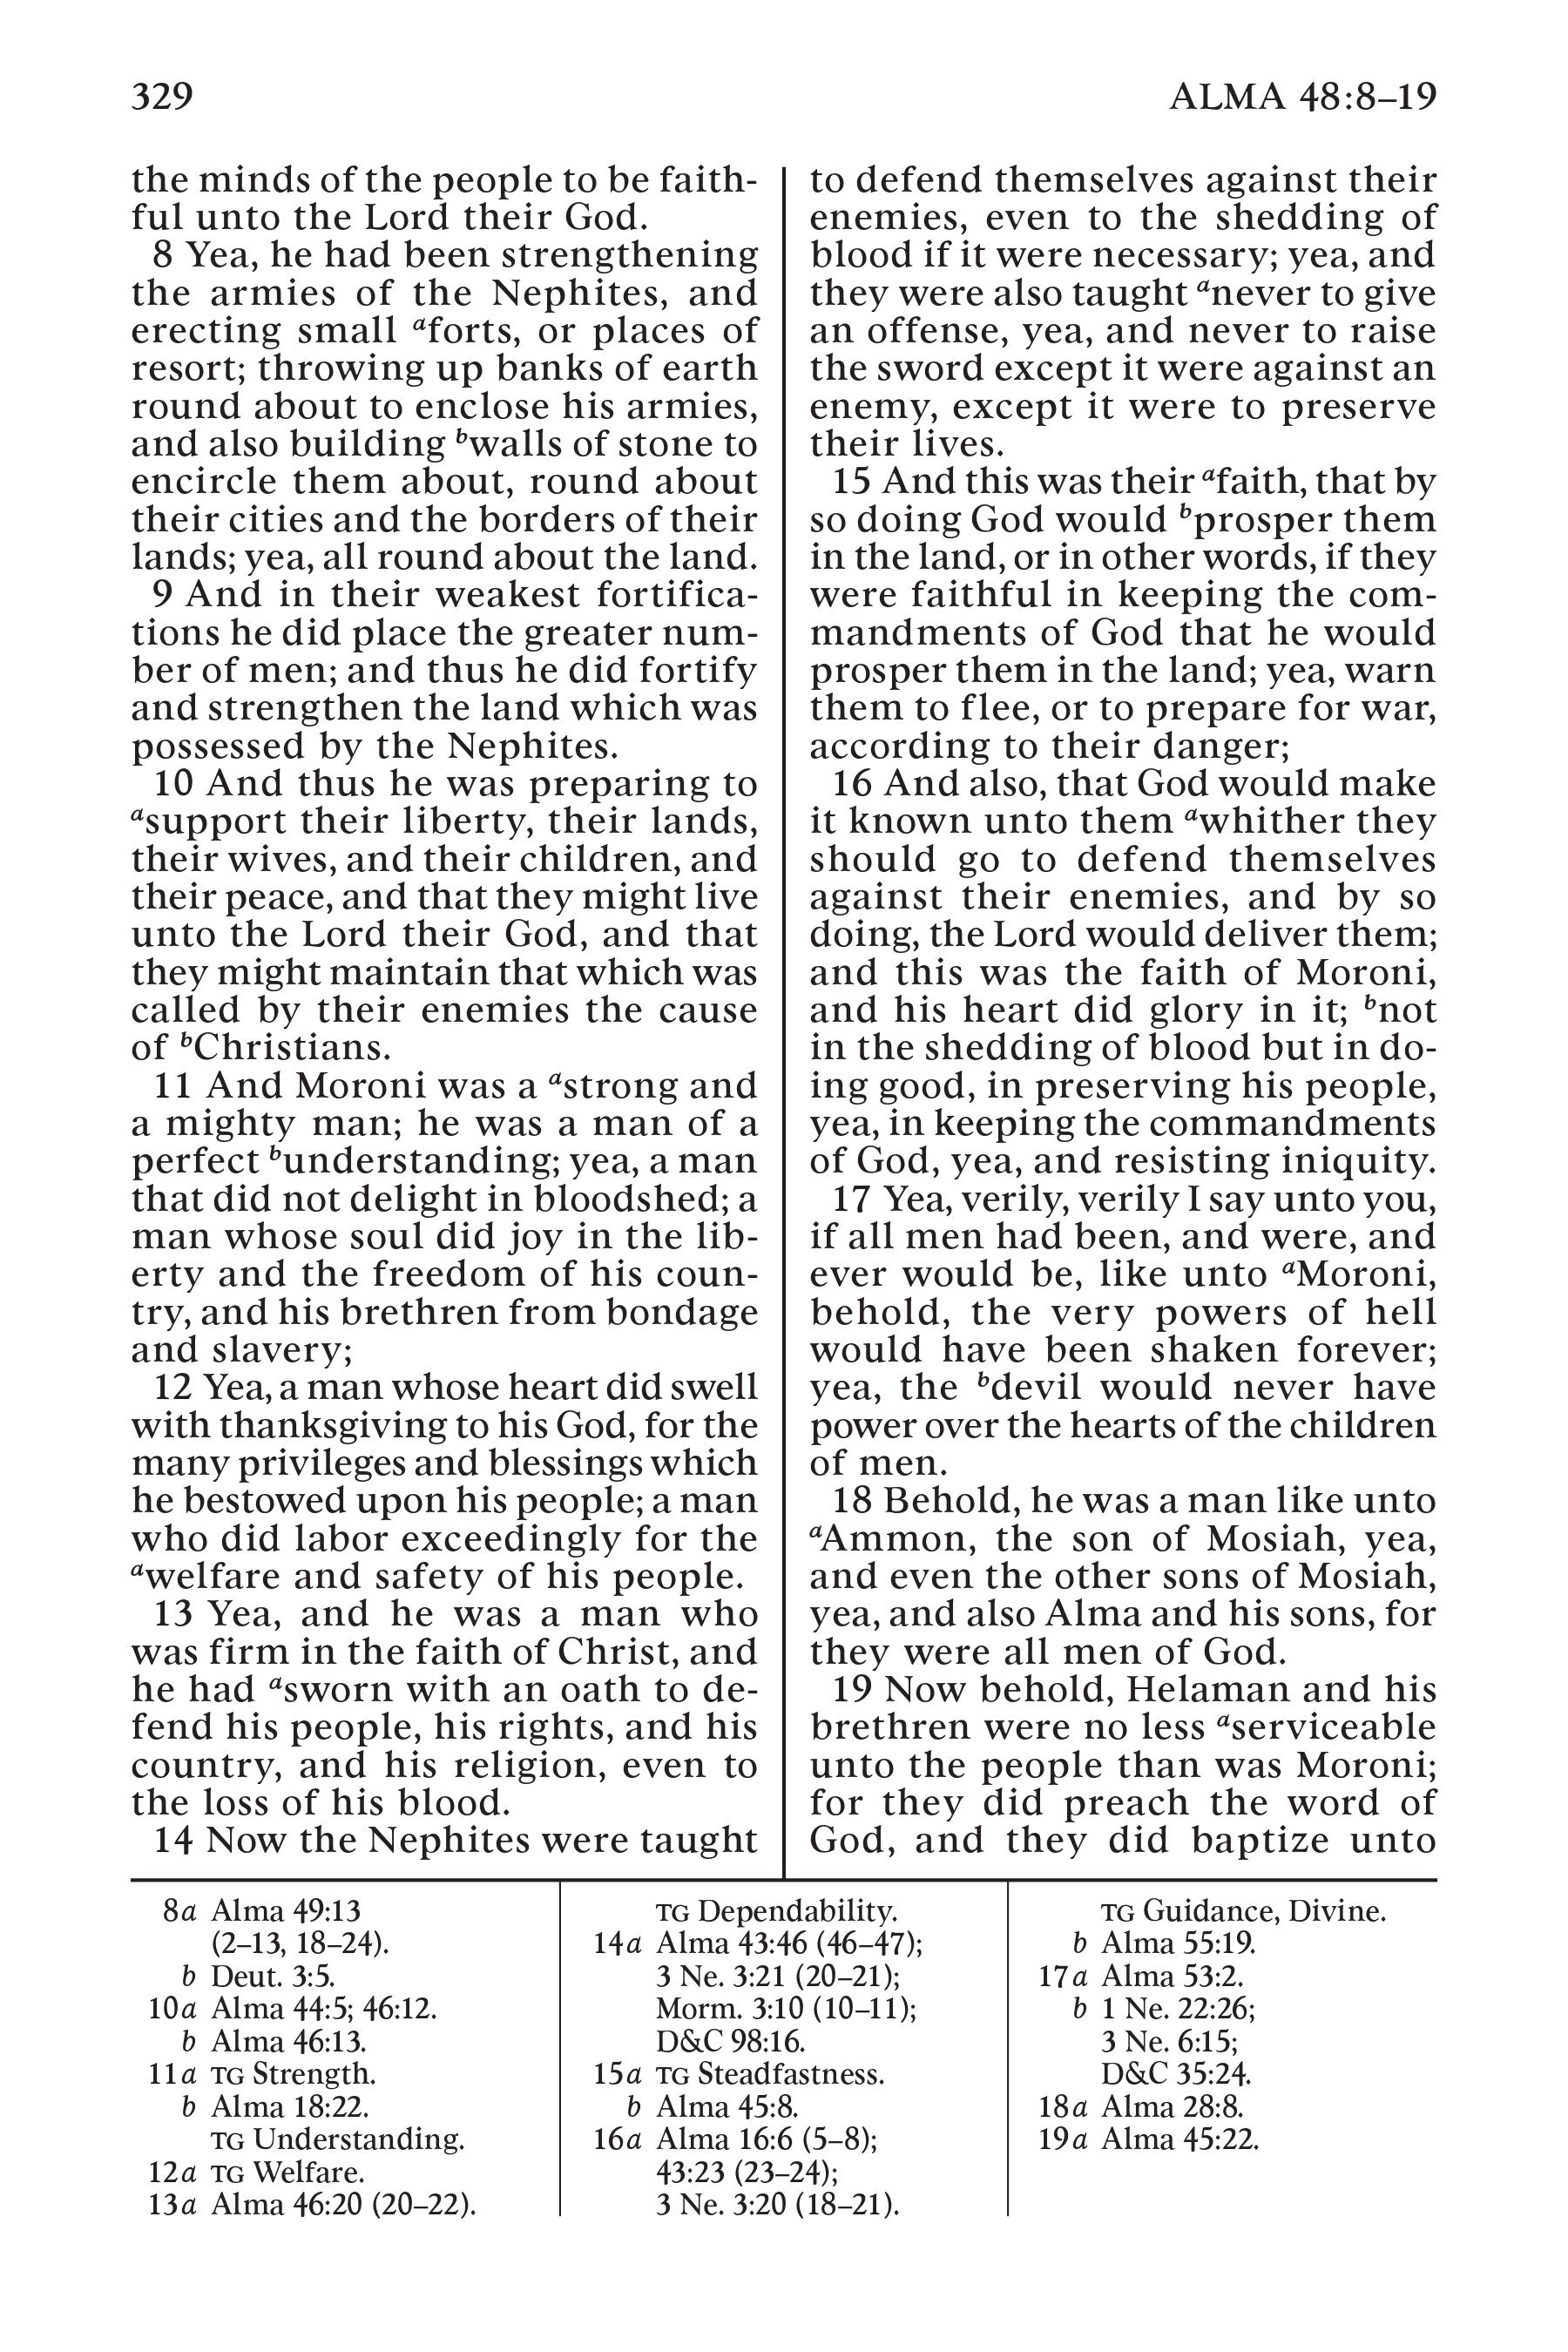 329
ALMA 48:8–19
the minds of the people to be faith-
ful unto the Lord their God.
8 Yea, he had been strengthening
the armies of the Nephites, and
erecting small aforts, or places of
resort; throwing up banks of earth
round about to enclose his armies,
and also building bwalls of stone to
encircle them about, round about
their cities and the borders of their
lands; yea, all round about the land.
9 And in their weakest fortifica-
tions he did place the greater num-
ber of men; and thus he did fortify
and strengthen the land which was
possessed by the Nephites.
10 And thus he was preparing to
asupport their liberty, their lands,
their wives, and their children, and
their peace, and that they might live
unto the Lord their God, and that
they might maintain that which was
called by their enemies the cause
of bChristians.
11 And Moroni was a astrong and
a mighty man; he was a man of a
perfect bunderstanding; yea, a man
that did not delight in bloodshed; a
man whose soul did joy in the lib-
erty and the freedom of his coun-
try, and his brethren from bondage
and slavery;
12 Yea, a man whose heart did swell
with thanksgiving to his God, for the
many privileges and blessings which
he bestowed upon his people; a man
who did labor exceedingly for the
awelfare and safety of his people.
13 Yea, and he was a man who
was firm in the faith of Christ, and
he had asworn with an oath to de-
fend his people, his rights, and his
country, and his religion, even to
the loss of his blood.
14 Now the Nephites were taught
to defend themselves against their
enemies, even to the shedding of
blood if it were necessary; yea, and
they were also taught anever to give
an offense, yea, and never to raise
the sword except it were against an
enemy, except it were to preserve
their lives.
15 And this was their afaith, that by
so doing God would bprosper them
in the land, or in other words, if they
were faithful in keeping the com-
mandments of God that he would
prosper them in the land; yea, warn
them to flee, or to prepare for war,
according to their danger;
16 And also, that God would make
it known unto them awhither they
should go to defend themselves
against their enemies, and by so
doing, the Lord would deliver them;
and this was the faith of Moroni,
and his heart did glory in it; bnot
in the shedding of blood but in do-
ing good, in preserving his people,
yea, in keeping the commandments
of God, yea, and resisting iniquity.
17 Yea, verily, verily I say unto you,
if all men had been, and were, and
ever would be, like unto aMoroni,
behold, the very powers of hell
would have been shaken forever;
yea, the bdevil would never have
power over the hearts of the children
of men.
18 Behold, he was a man like unto
aAmmon, the son of Mosiah, yea,
and even the other sons of Mosiah,
yea, and also Alma and his sons, for
they were all men of God.
19 Now behold, Helaman and his
brethren were no less aserviceable
unto the people than was Moroni;
for they did preach the word of
God, and they did baptize unto
8a Alma 49:13
(2–13, 18–24).
b Deut. 3:5.
10a Alma 44:5; 46:12.
b Alma 46:13.
11a TG Strength.
b Alma 18:22.
TG Understanding.
12a TG Welfare.
13a Alma 46:20 (20–22).
TG Dependability.
14a Alma 43:46 (46–47);
3 Ne. 3:21 (20–21);
Morm. 3:10 (10–11);
D&C 98:16.
15a TG Steadfastness.
b Alma 45:8.
16a Alma 16:6 (5–8);
43:23 (23–24);
3 Ne. 3:20 (18–21).
TG Guidance, Divine.
b Alma 55:19.
17a Alma 53:2.
b 1 Ne. 22:26;
3 Ne. 6:15;
D&C 35:24.
18a Alma 28:8.
19a Alma 45:22.